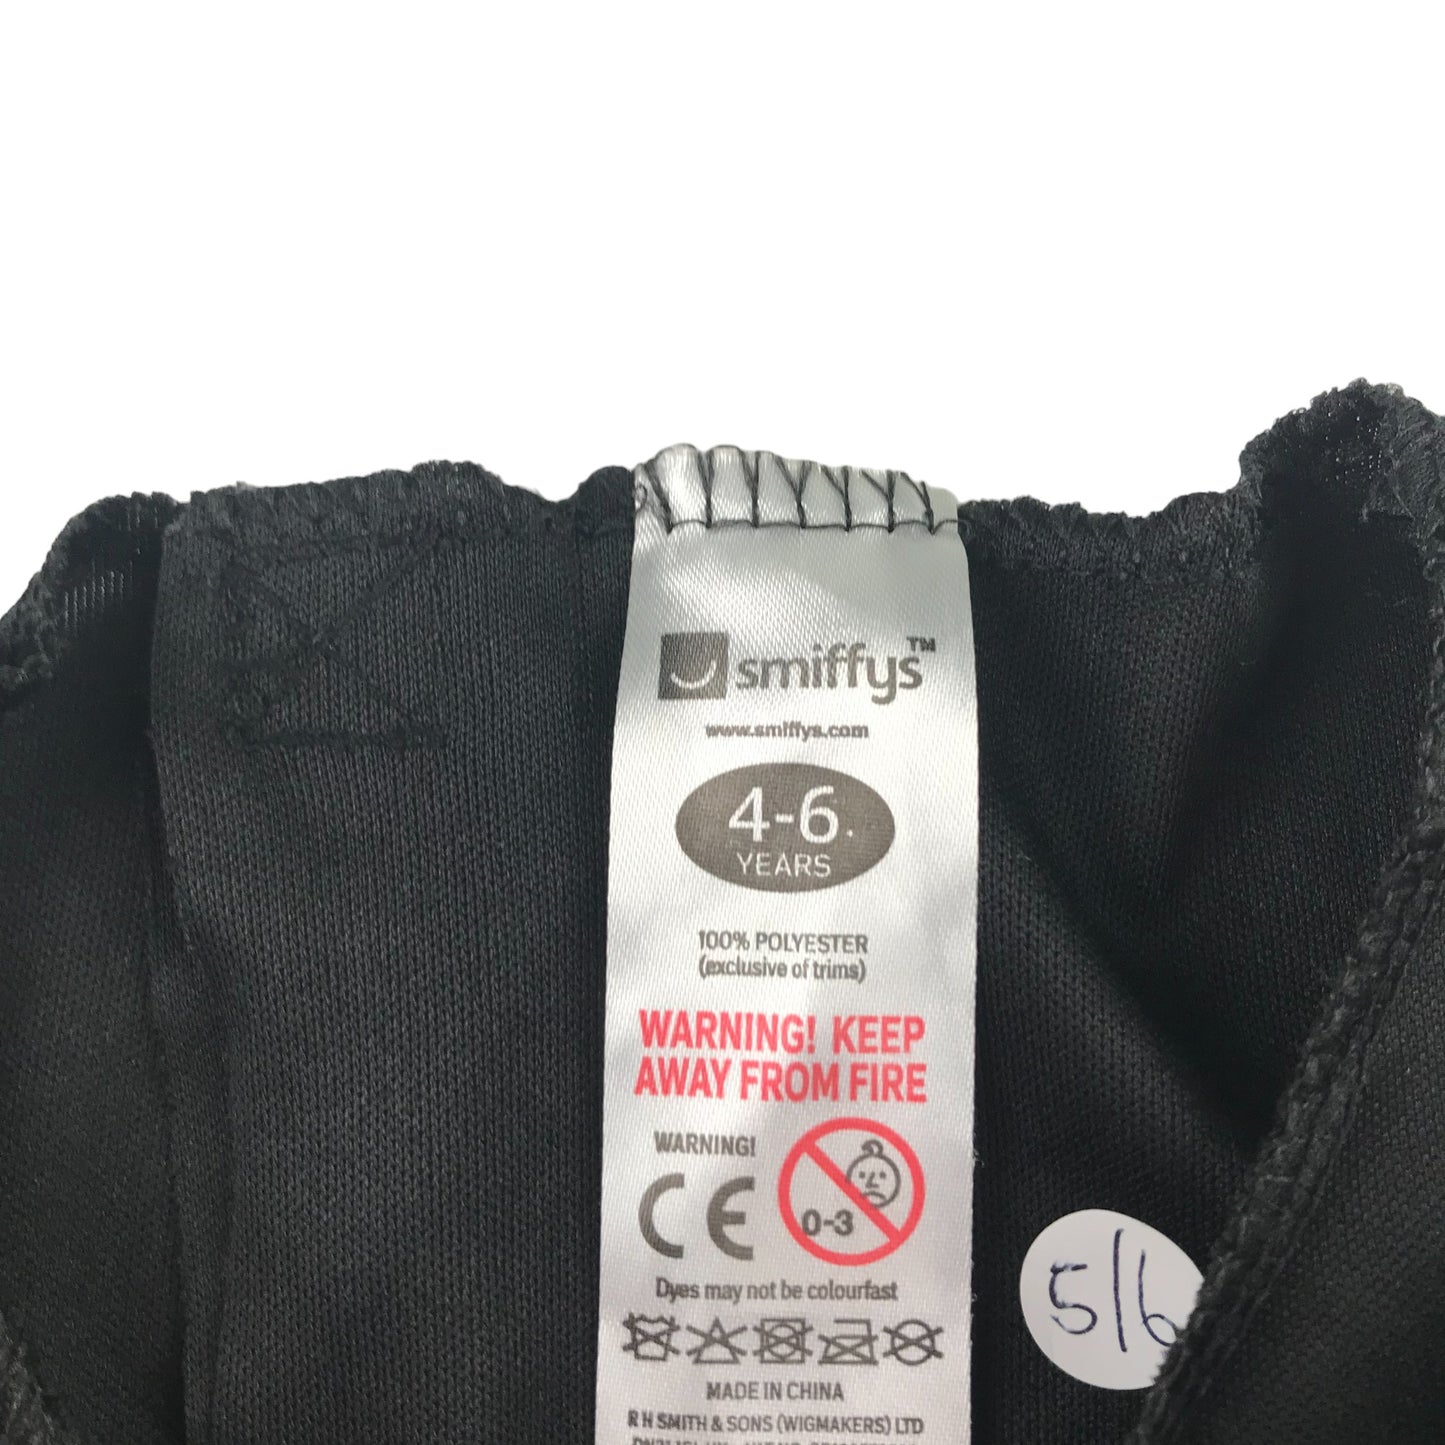 smiffys™
www.smiffys.com
4-6
YEARS
100% POLYESTER
(exclusive of trims)
WARNING! KEEP
AWAY FROM FIRE
WARNING!
CE
0-3
Dyes may not be colourfast
MADE IN CHINA
R H SMITH & SONS (WIGMAKERS) LTD
5/6